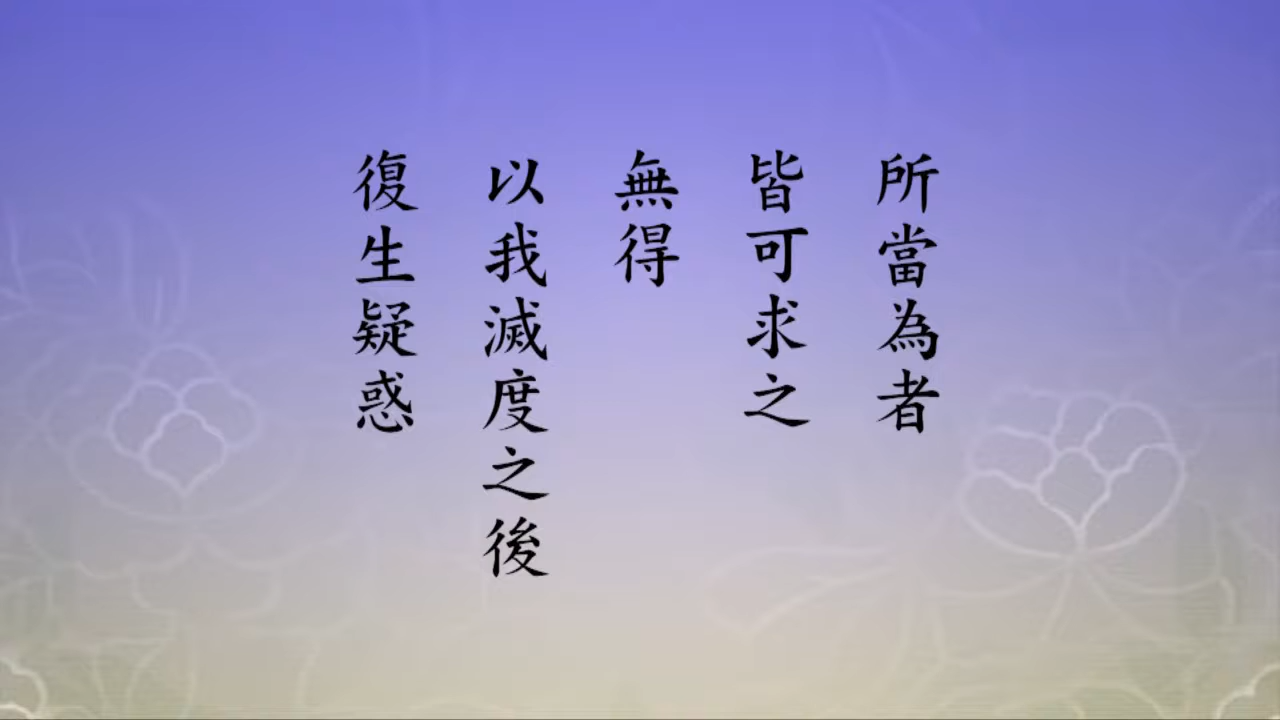 所當為者
皆可求之
無得
以我滅度之後
復生疑惑